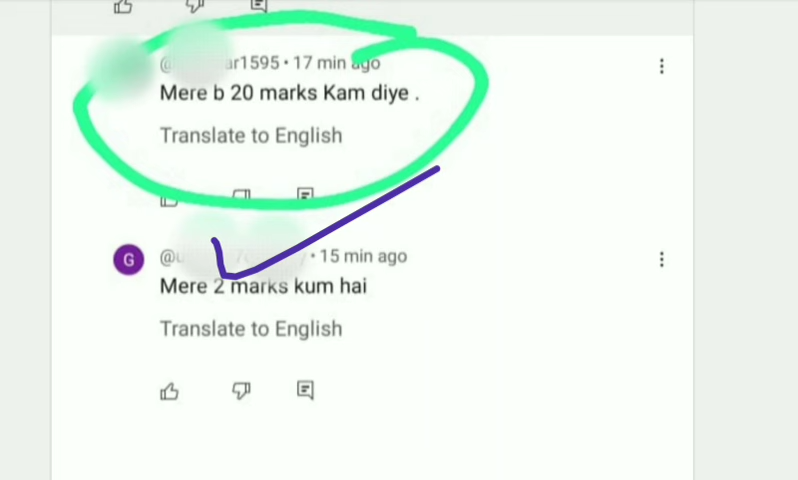 ar1595 • 17 min ago
Mere b 20 marks Kam diye .
Translate to English
G
• 15 min ago
Mere 2 marks kum hai
Translate to English